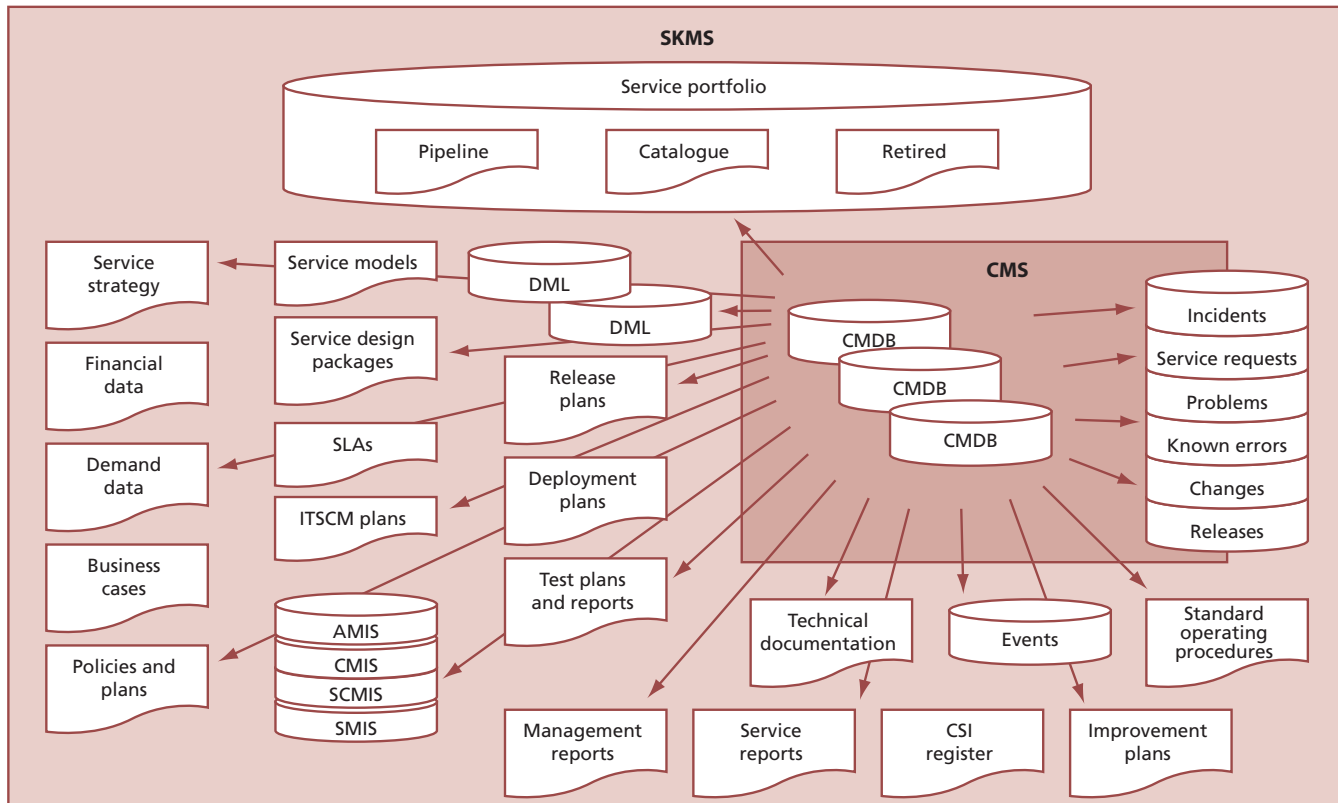 SKMS
Service portfolio
Pipeline
Catalogue
Retired
CMS
Service
strategy
Service models
DML
DML
CMDB
CMDB
CMDB
Incidents
Service requests
Problems
Known errors
Changes
Releases
Financial
data
Service design
packages
Release
plans
Demand
data
SLAs
Deployment
plans
ITSCM plans
Business
cases
Test plans
and reports
AMIS
CMIS
SCMIS
SMIS
Policies and
plans
Technical
documentation
Events
Standard
operating
procedures
Management
reports
Service
reports
CSI
register
Improvement
plans